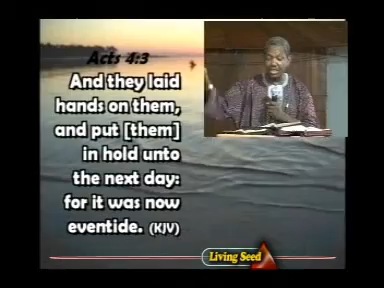 Acts 4:3
And they laid
hands on them,
and put [them]
in hold unto
the next day:
for it was now
eventide. (KJV)
Living Seed